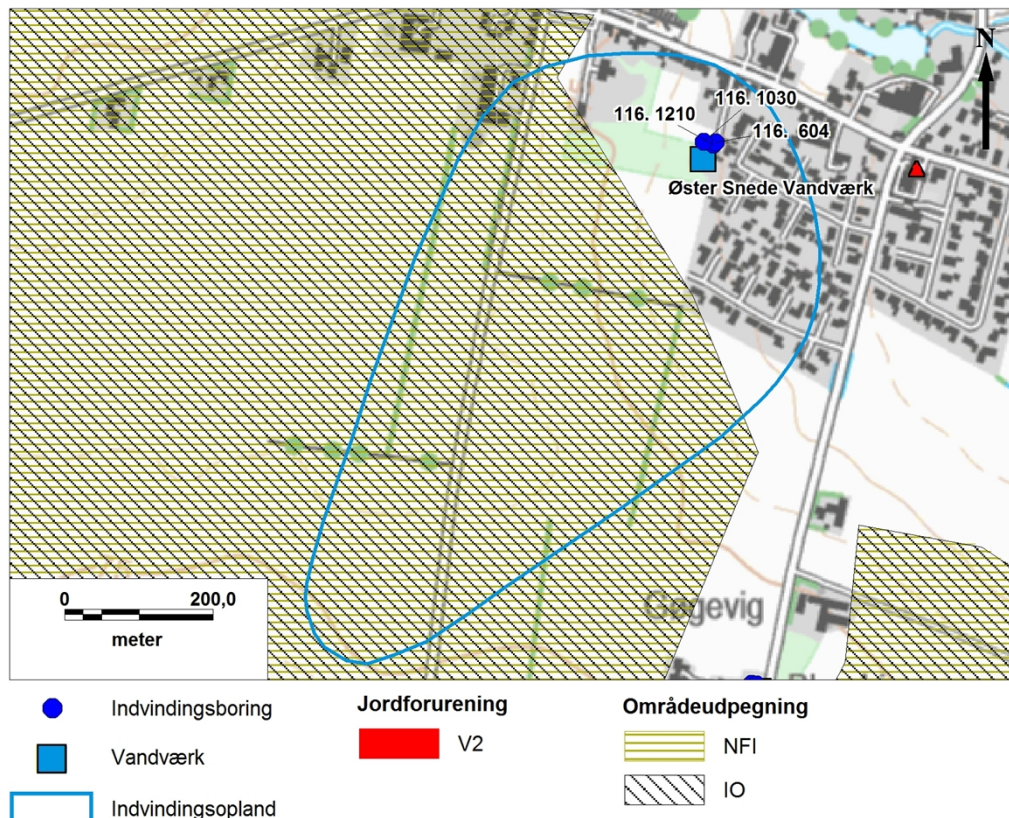 N
116. 1030
116. 1210
116. 604
Øster Snede Vandværk
0 200,0
meter
Gøgevig
Indvindingsboring
Vandværk
Indvindingsopland
Jordforurening
V2
Områdeudpegning
NFI
IO